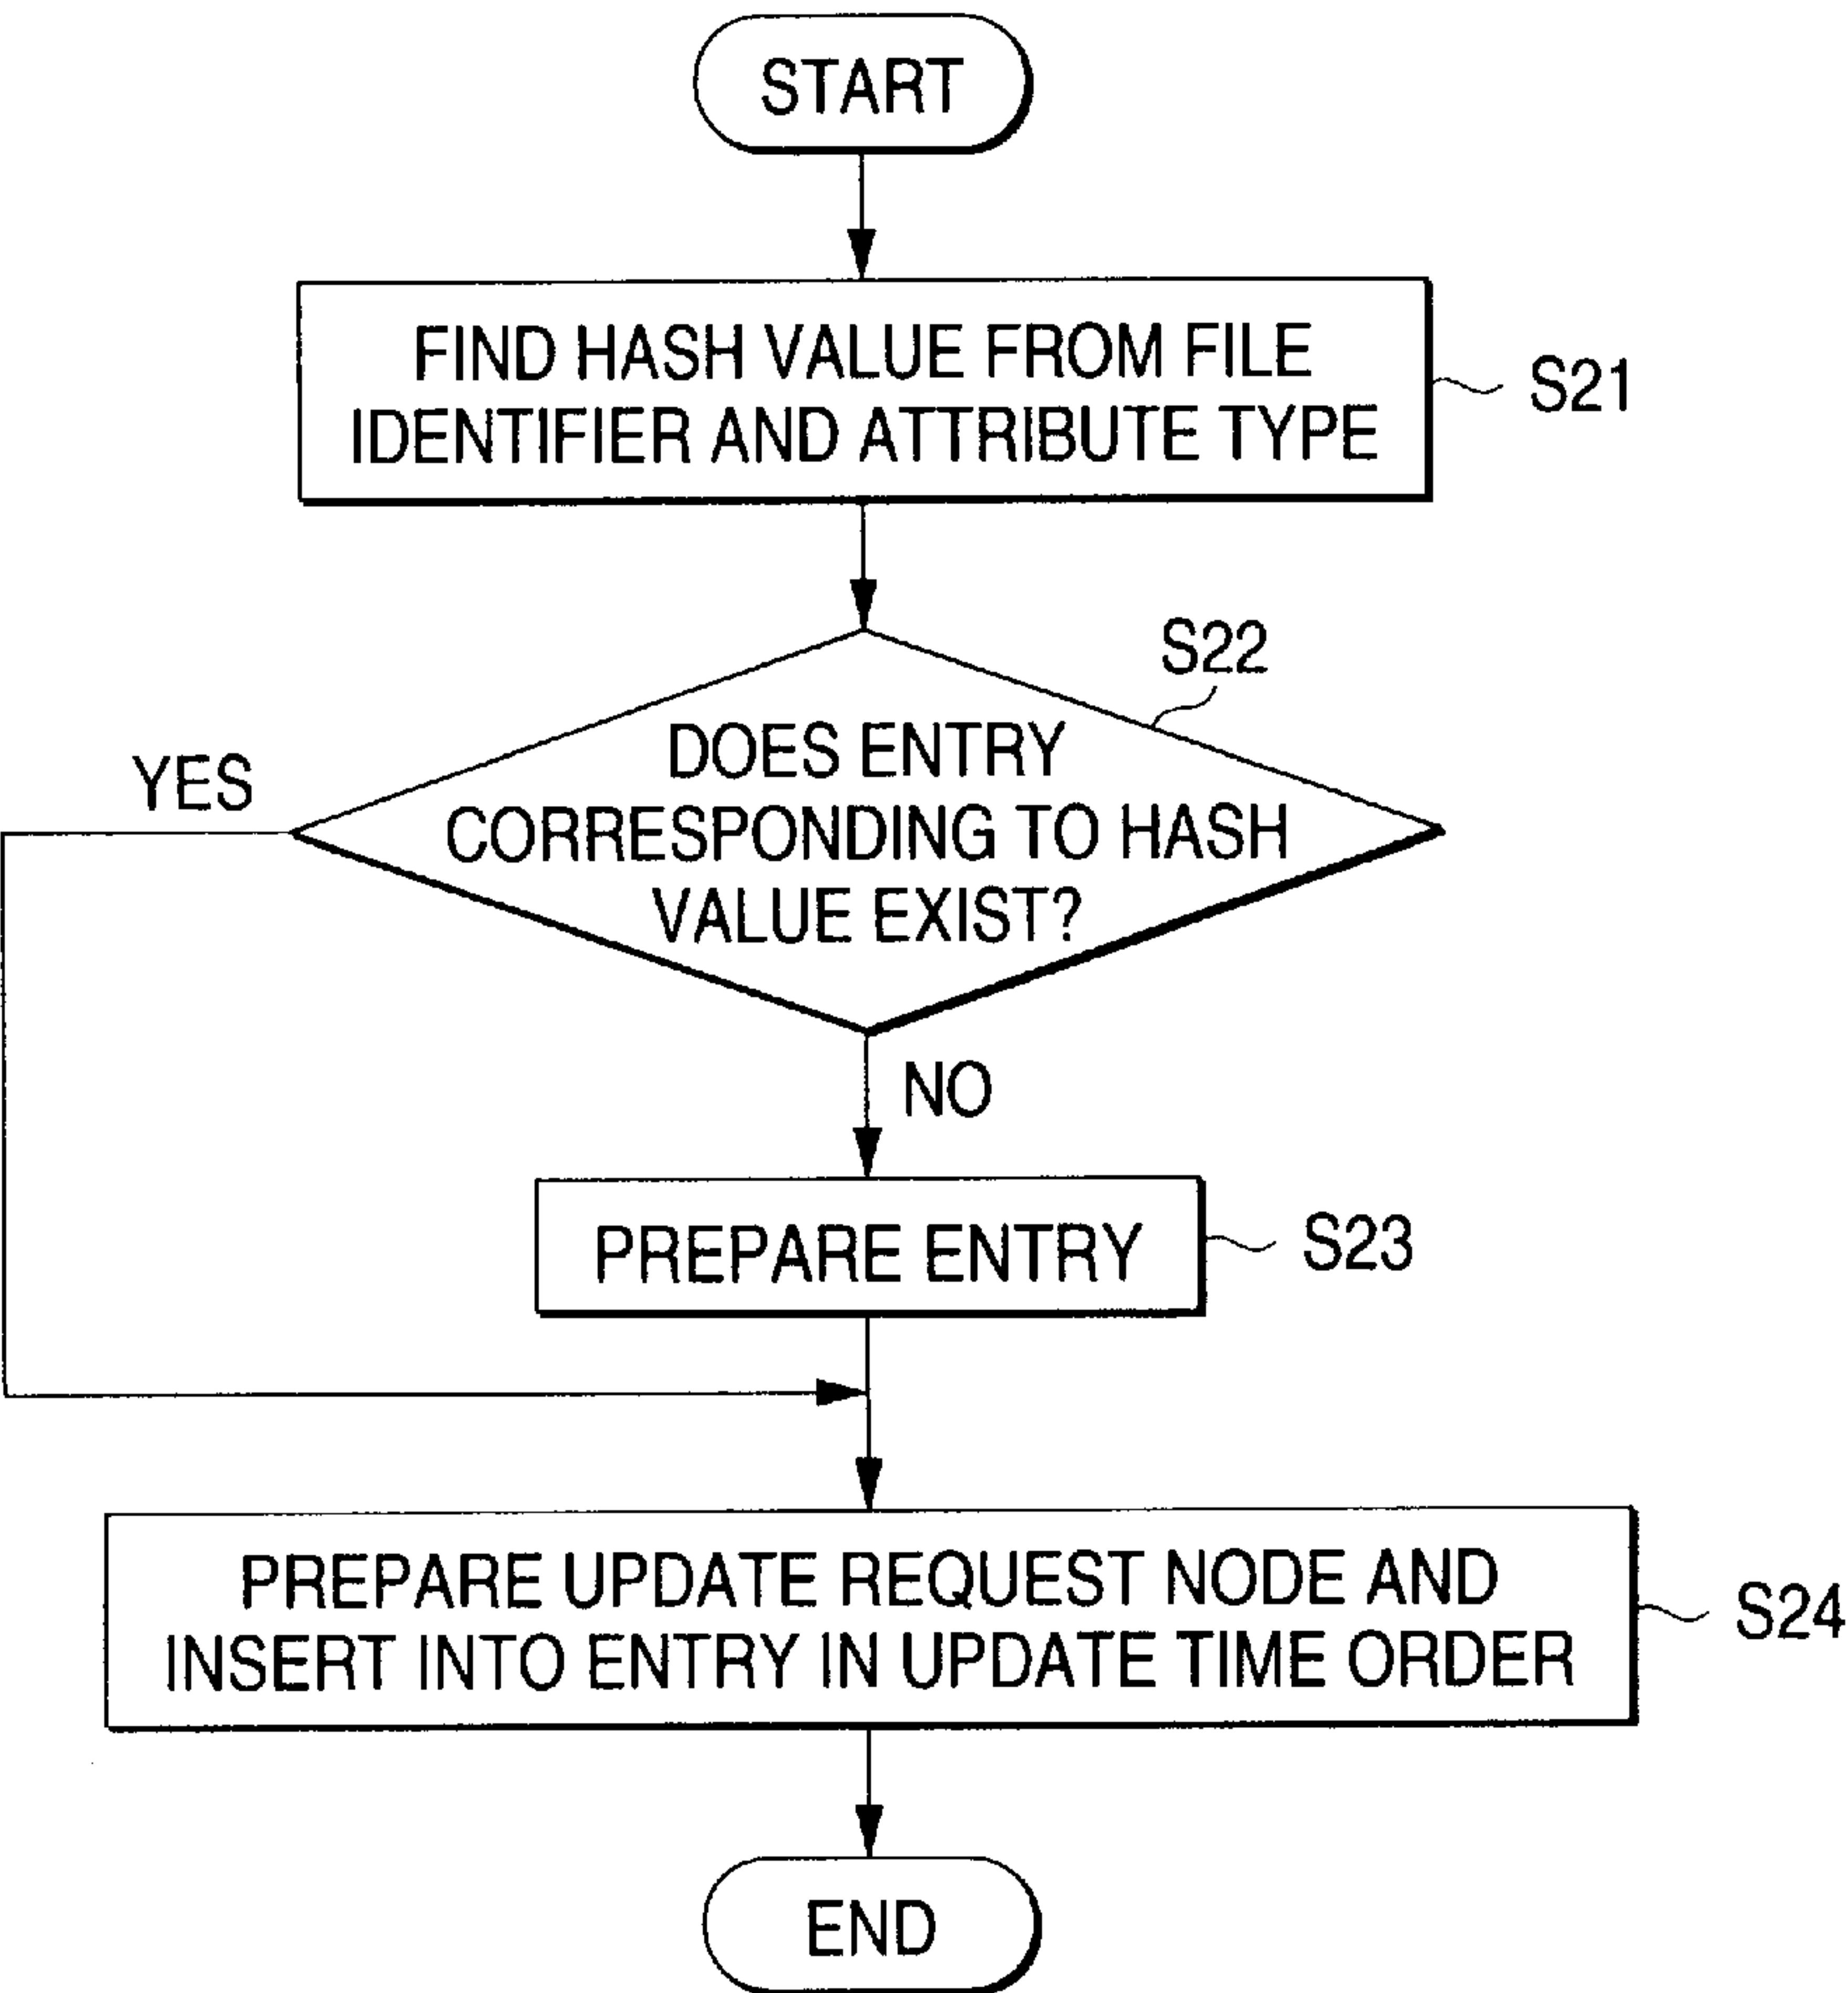 START
FIND HASH VALUE FROM FILE
IDENTIFIER AND ATTRIBUTE TYPE
S21
S22
DOES ENTRY
CORRESPONDING TO HASH
VALUE EXIST?
YES
NO
PREPARE ENTRY
S23
PREPARE UPDATE REQUEST NODE AND
INSERT INTO ENTRY IN UPDATE TIME ORDER
S24
END